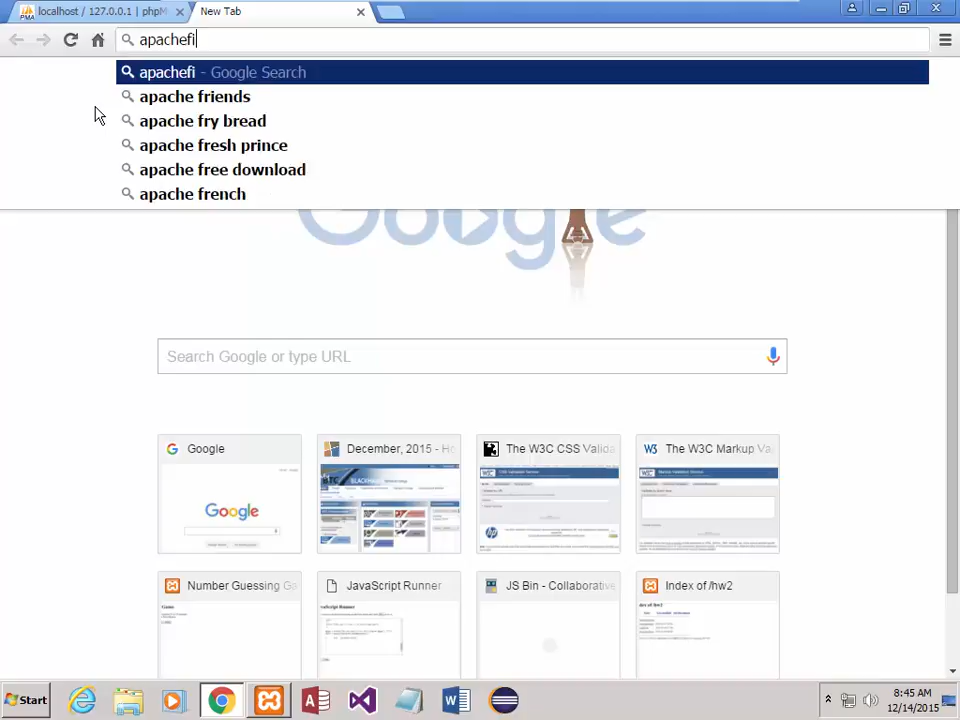 localhost / 127.0.0.1 | phpM
New Tab
apachefi
apachefi - Google Search
apache friends
apache fry bread
apache fresh prince
apache free download
apache french
Google
Search Google or type URL
Google
December, 2015 - Ho
The W3C CSS Valida
The W3C Markup Va
Google
Number Guessing Ga
JavaScript Runner
JS Bin - Collaborative
Index of /hw2
Start
8:45 AM
12/14/2015